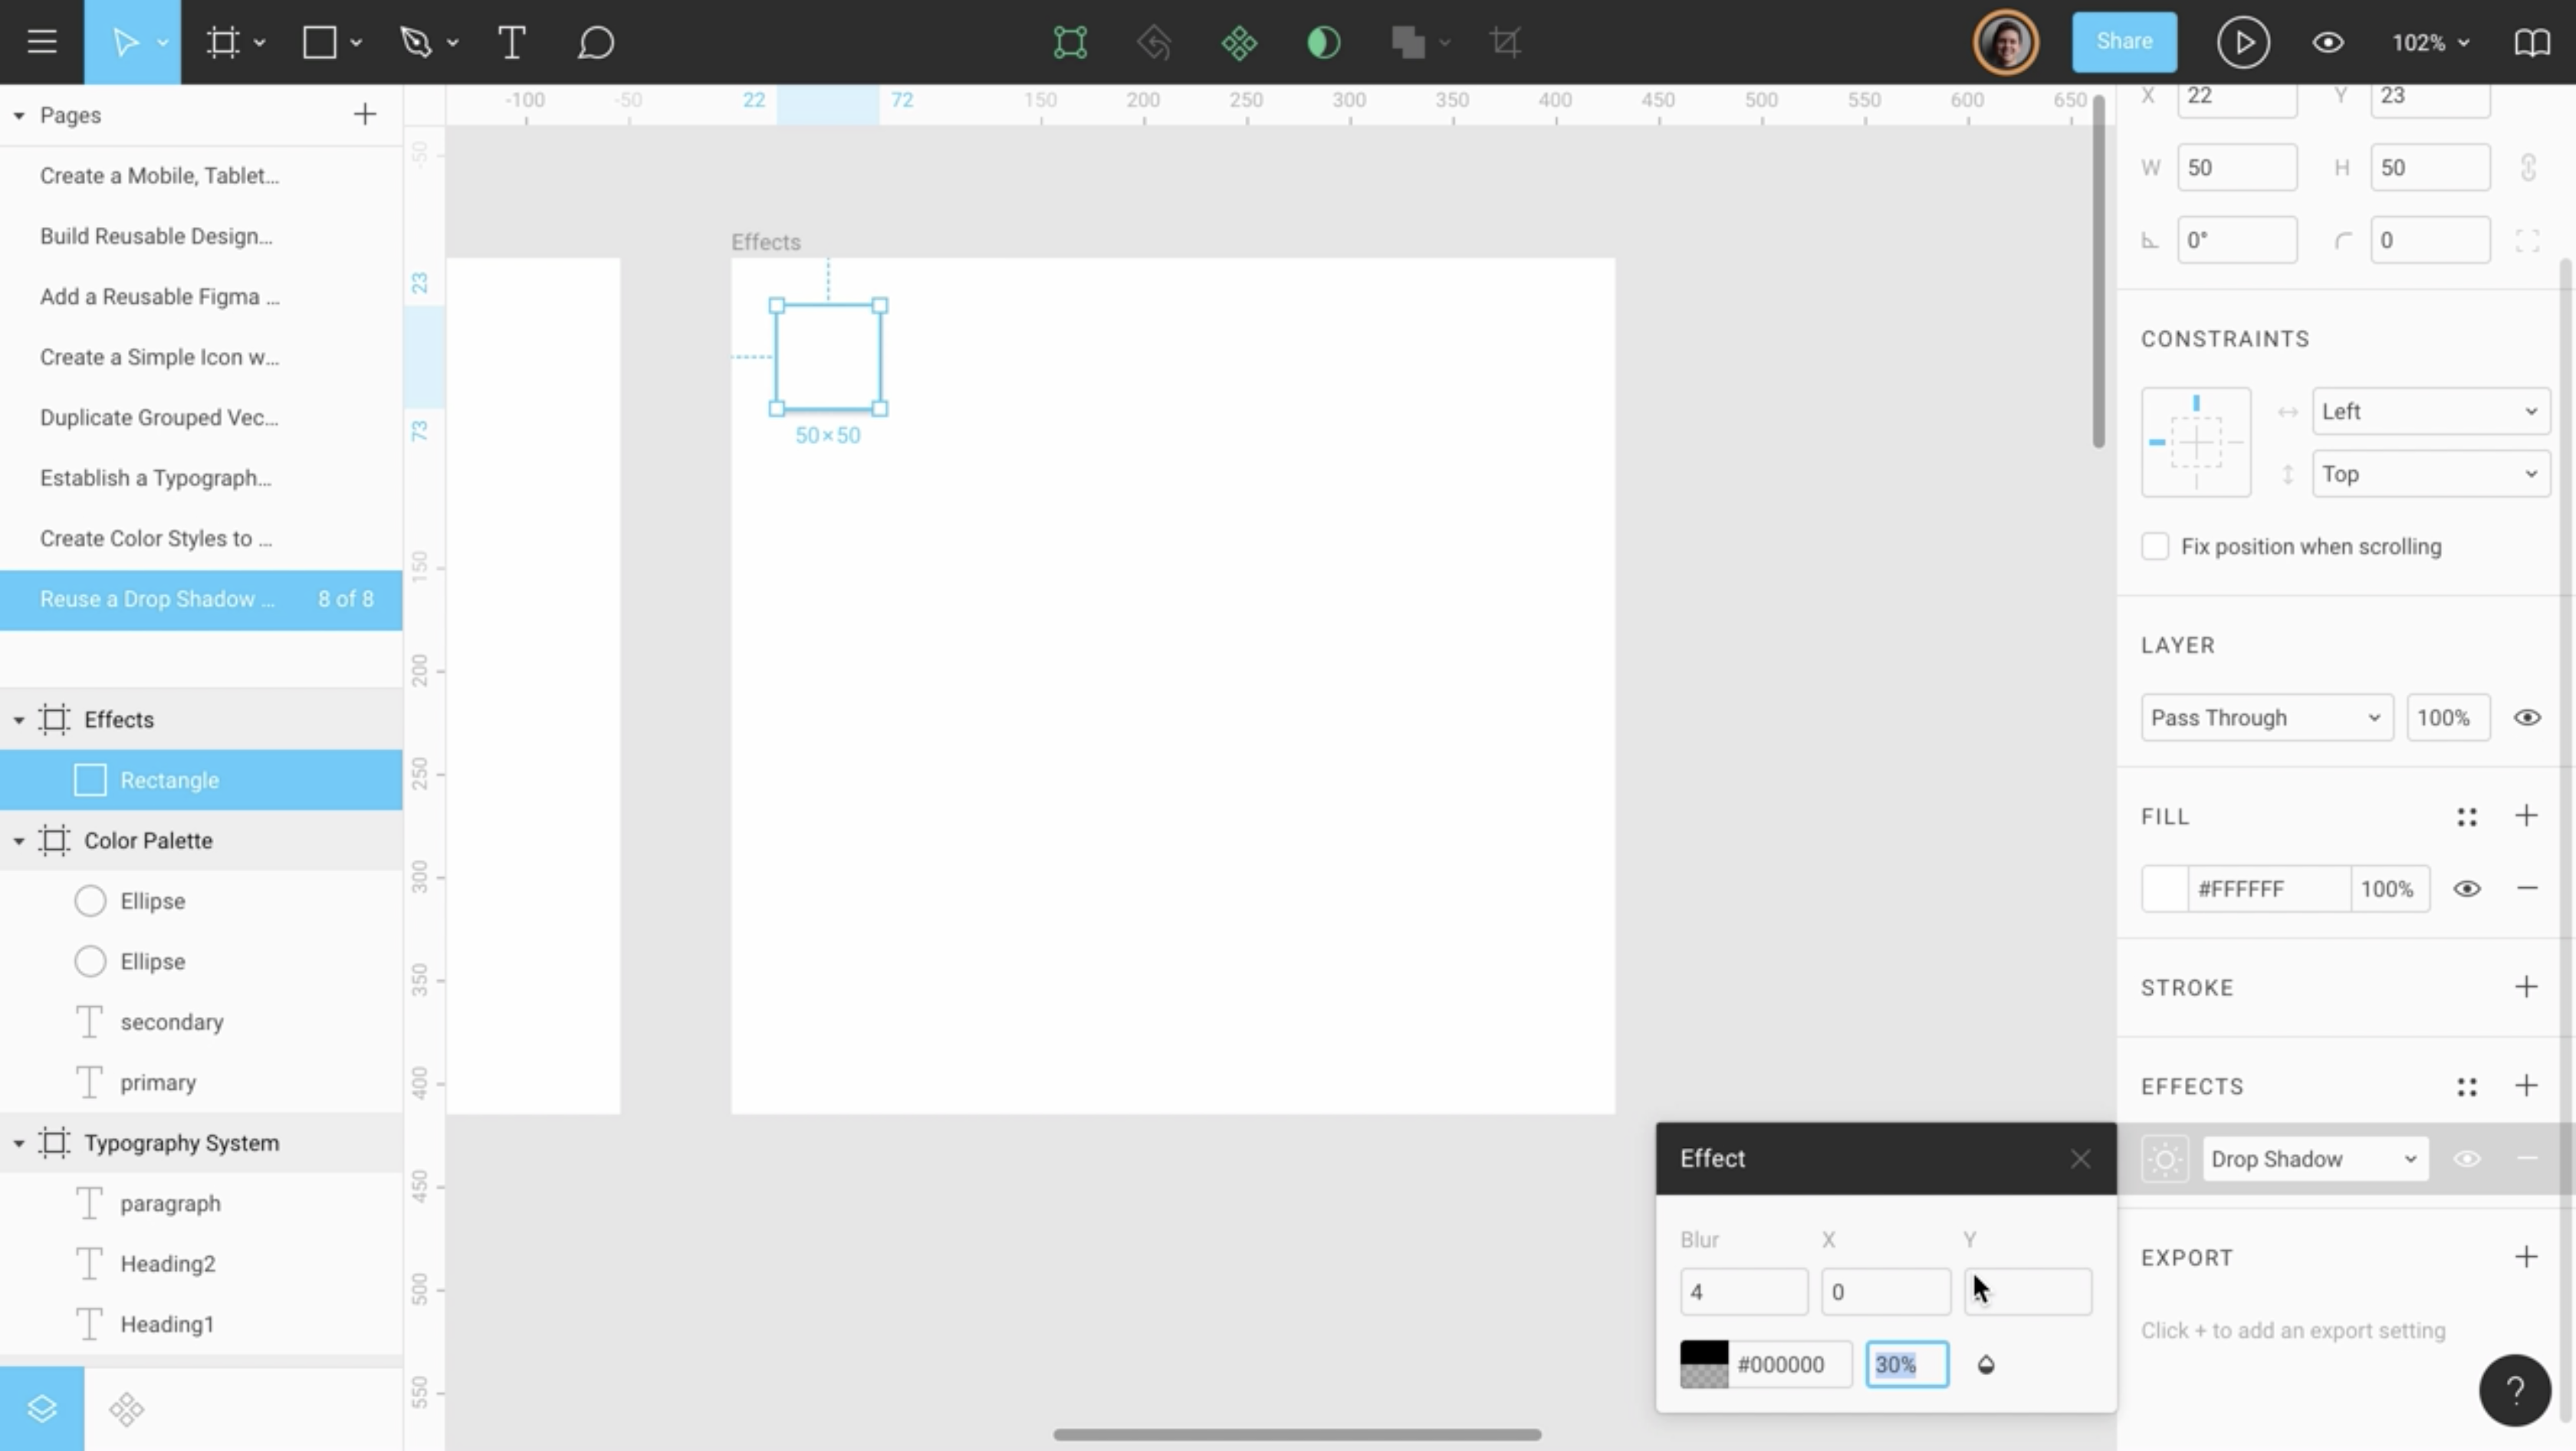 Share
102%
Pages
Create a Mobile, Tablet...
Build Reusable Design...
Add a Reusable Figma ...
Create a Simple Icon w...
Duplicate Grouped Vec...
Establish a Typograph...
Create Color Styles to ...
Reuse a Drop Shadow ... 8 of 8
Effects
Rectangle
Color Palette
Ellipse
Ellipse
secondary
primary
Typography System
paragraph
Heading2
Heading1
-100 -50 22 72 150 200 250 300 350 400 450 500 550 600 650
-50
23
73
150
200
250
300
350
400
450
500
550
Effects
50×50
Effect
Blur X Y
4 0
#000000 30%
X 22 Y 23
W 50 H 50
0° 0
CONSTRAINTS
Left
Top
Fix position when scrolling
LAYER
Pass Through 100%
FILL
#FFFFFF 100%
STROKE
EFFECTS
Drop Shadow
EXPORT
Click + to add an export setting
?